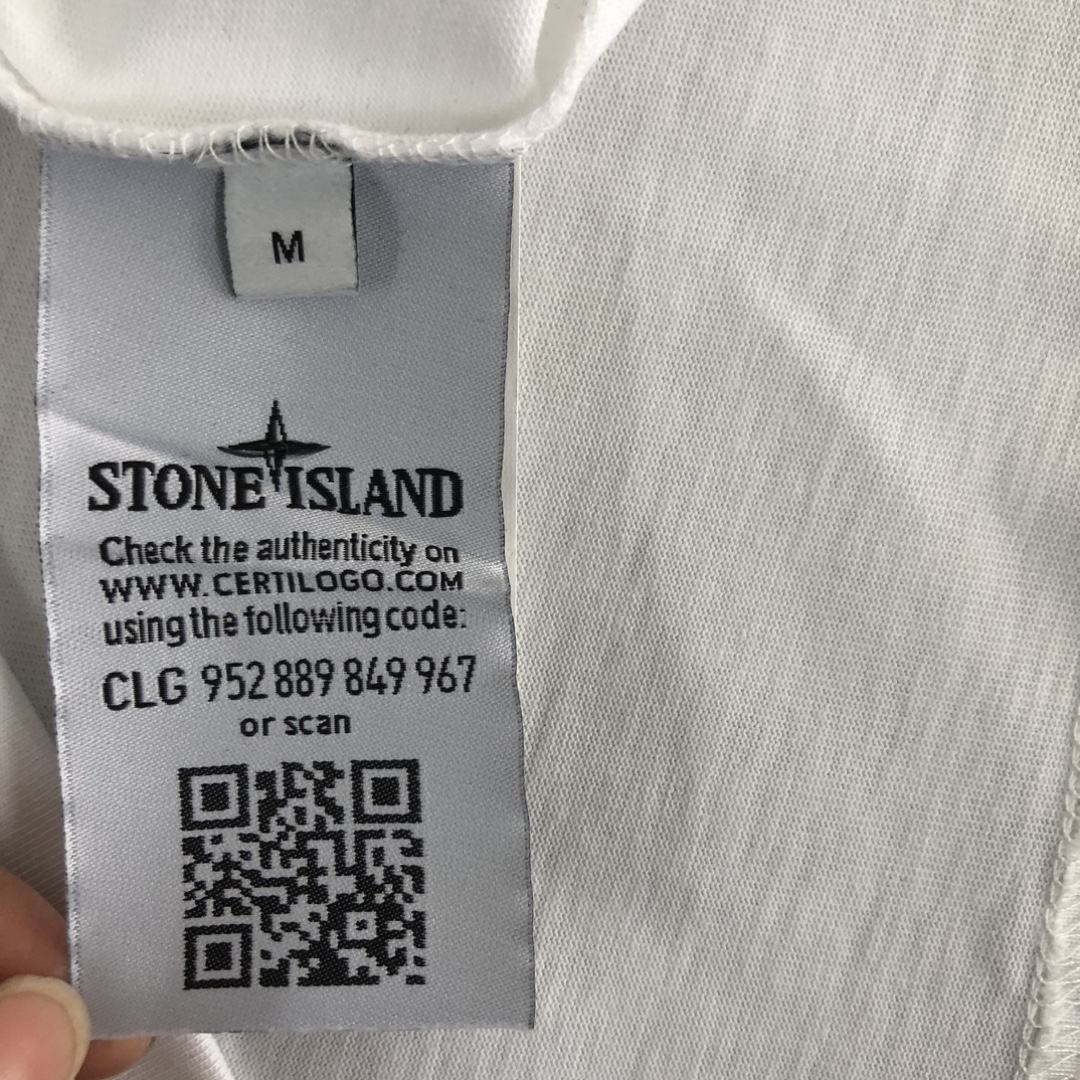 M
STONE ISLAND
Check the authenticity on
WWW.CERTILOGO.COM
using the following code:
CLG 952 889 849 967
or scan